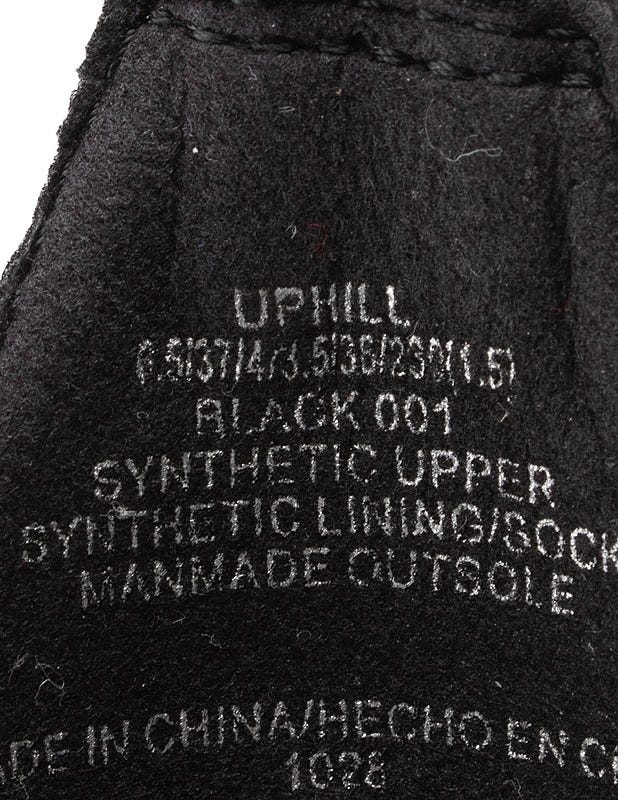 UPHILL
6.5/37/4/3.5/36/230(1.5)
BLACK 001
SYNTHETIC UPPER
SYNTHETIC LINING/SOCK
MANMADE OUTSOLE
ADE IN CHINA/HECHO EN C
1028